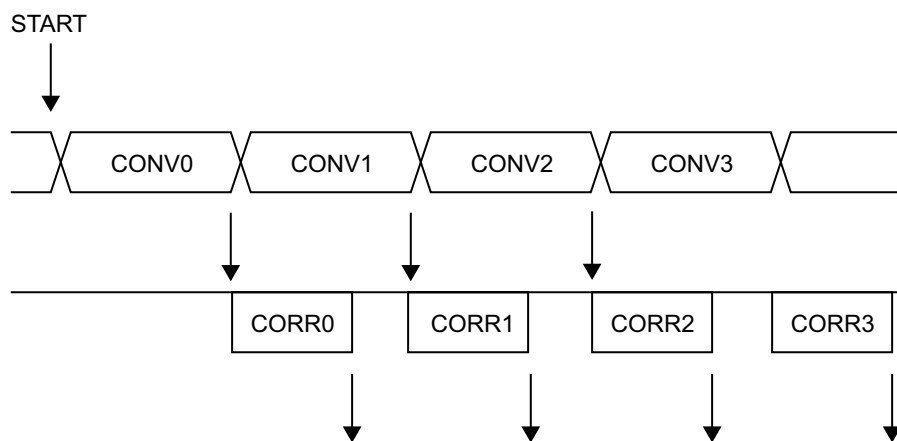 START
CONV0 CONV1 CONV2 CONV3
CORR0 CORR1 CORR2 CORR3